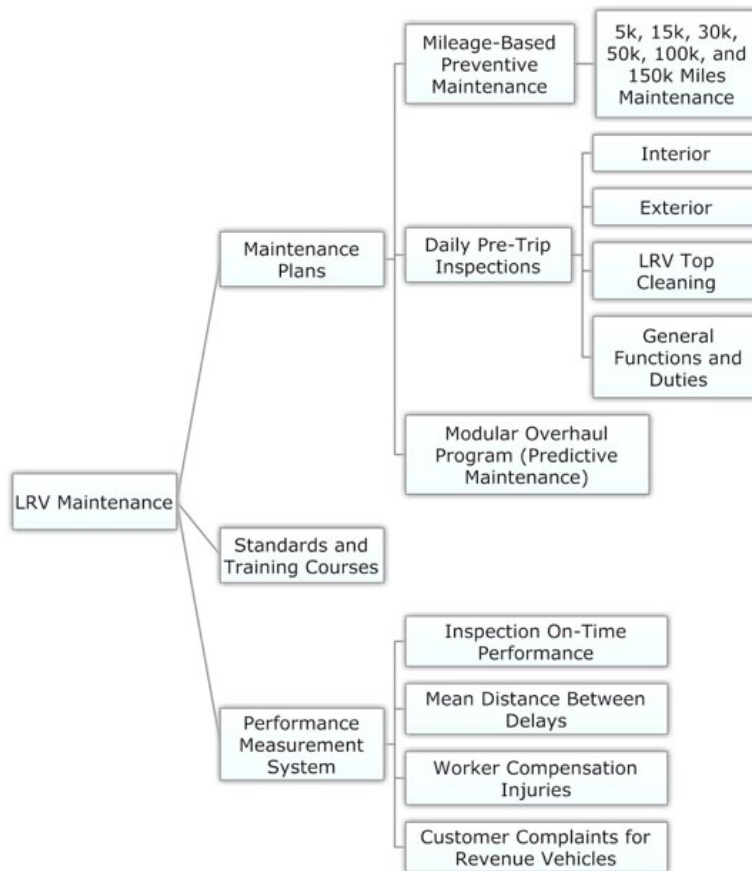 Mileage-Based
Preventive
Maintenance
5k, 15k, 30k,
50k, 100k, and
150k Miles
Maintenance
Interior
Exterior
Maintenance
Plans
Daily Pre-Trip
Inspections
LRV Top
Cleaning
General
Functions and
Duties
Modular Overhaul
Program (Predictive
Maintenance)
LRV Maintenance
Standards and
Training Courses
Inspection On-Time
Performance
Mean Distance Between
Delays
Performance
Measurement
System
Worker Compensation
Injuries
Customer Complaints for
Revenue Vehicles